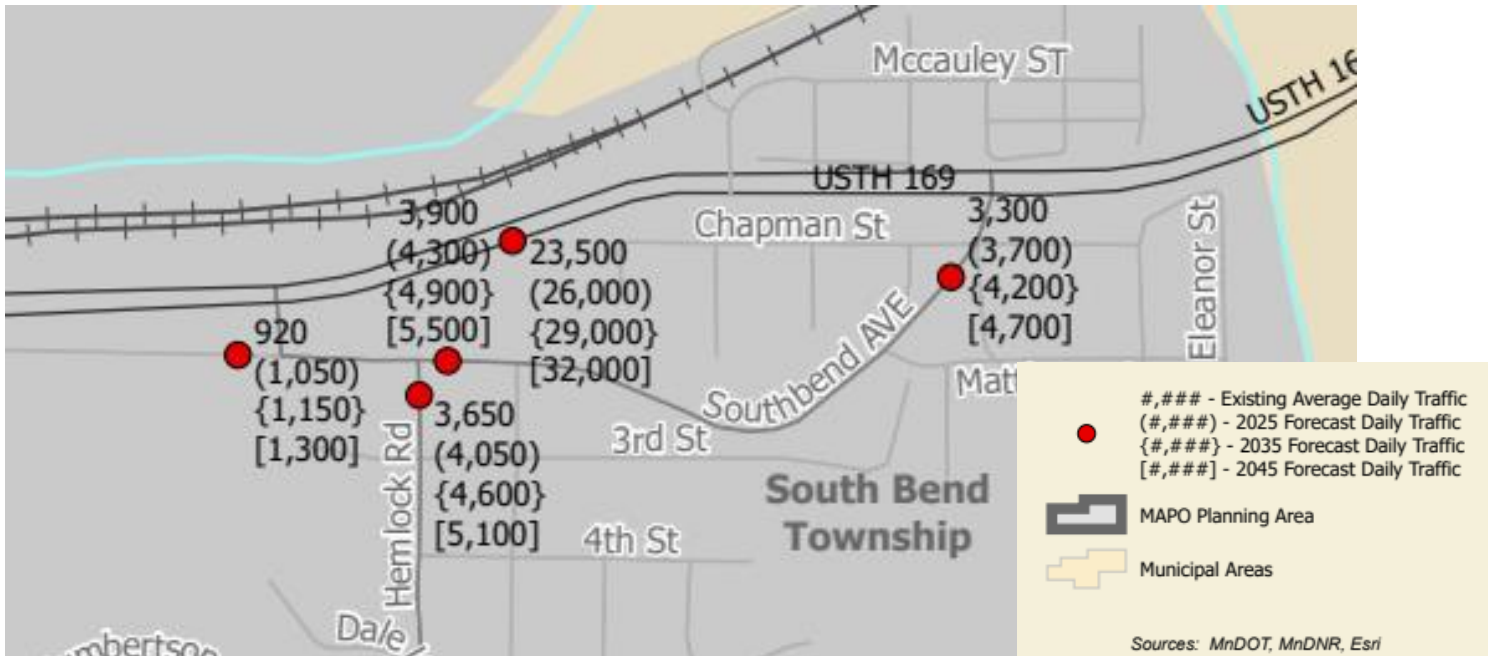 Mccauley ST
USTH 16
USTH 169
3,900
(4,300)
{4,900}
[5,500]
23,500
(26,000)
{29,000}
[32,000]
Chapman St
3,300
(3,700)
{4,200}
[4,700]
Eleanor St
920
(1,050)
{1,150}
[1,300]
Southbend AVE
Matt
3,650
(4,050)
{4,600}
[5,100]
3rd St
Hemlock Rd
South Bend
Township
4th St
Dale
mbertson
#,### - Existing Average Daily Traffic
(#,###) - 2025 Forecast Daily Traffic
{#,###} - 2035 Forecast Daily Traffic
[#,###] - 2045 Forecast Daily Traffic
MAPO Planning Area
Municipal Areas
Sources: MnDOT, MnDNR, Esri